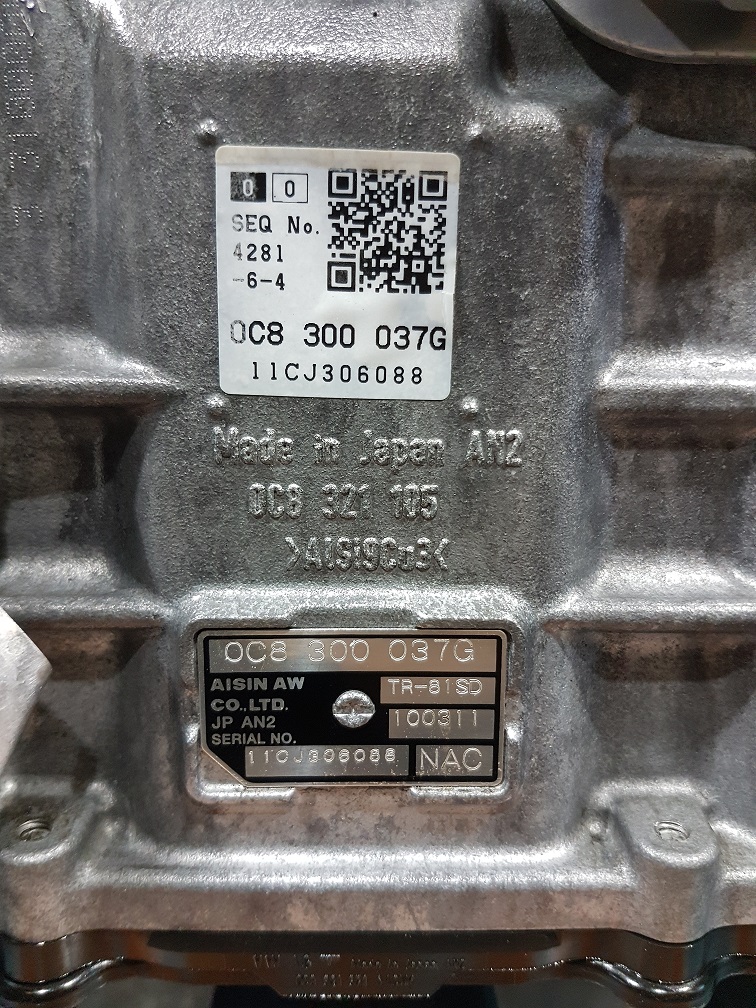 0 0
SEQ No.
4281
-6-4
0C8 300 037G
11CJ306088
Made in Japan AN2
0C8 321 105
>AlSi9Cu3<
0C8 300 037G
AISIN AW
CO.,LTD.
JP AN2
SERIAL NO.
TR-81SD
100311
11CJ306088
NAC